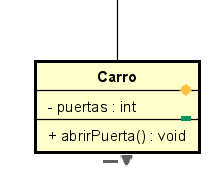 Carro
- puertas : int
+ abrirPuerta() : void